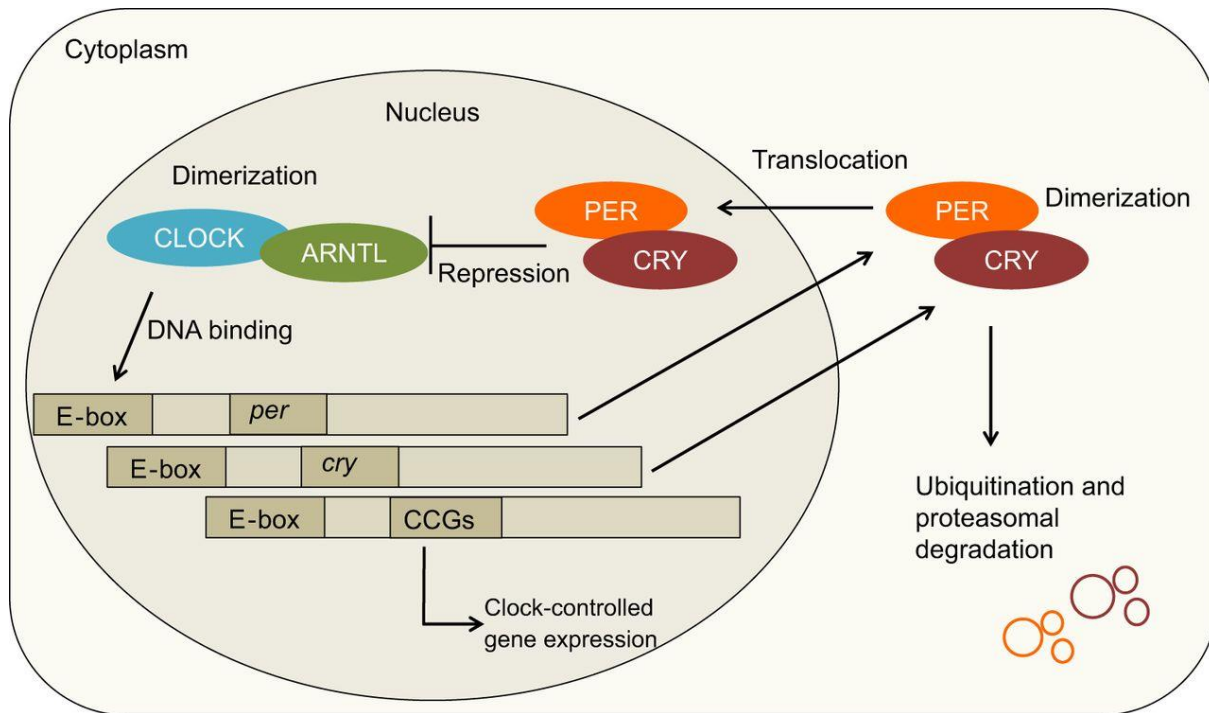 Cytoplasm
Nucleus
Dimerization
CLOCK
ARNTL
Repression
PER
CRY
Translocation
PER
CRY
Dimerization
DNA binding
E-box
per
E-box
cry
E-box
CCGs
Clock-controlled
gene expression
Ubiquitination and
proteasomal
degradation